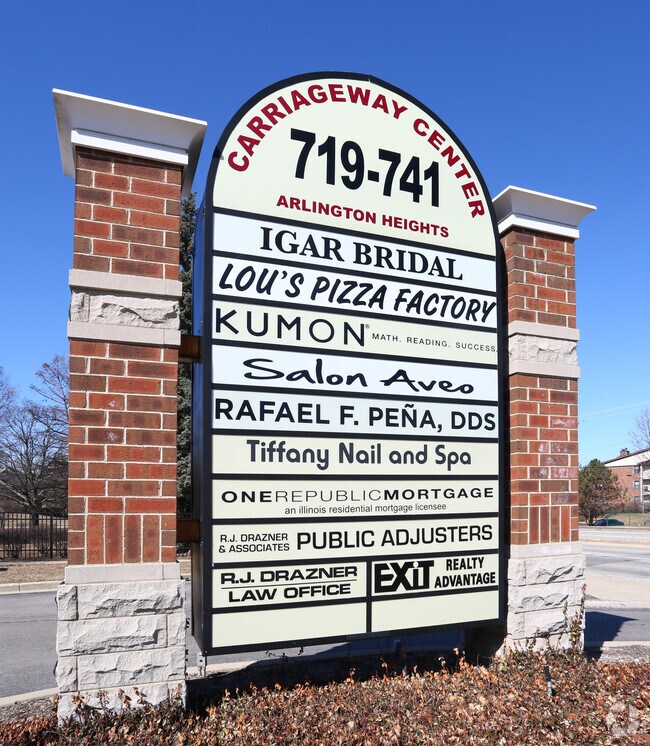 CARRIAGEWAY CENTER
719-741
ARLINGTON HEIGHTS
IGAR BRIDAL
LOU'S PIZZA FACTORY
KUMON® MATH. READING. SUCCESS.
Salon Aveo
RAFAEL F. PEÑA, DDS
Tiffany Nail and Spa
ONEREPUBLICMORTGAGE
an illinois residential mortgage licensee
R.J. DRAZNER
& ASSOCIATES PUBLIC ADJUSTERS
R.J. DRAZNER
LAW OFFICE
EXiT REALTY
ADVANTAGE